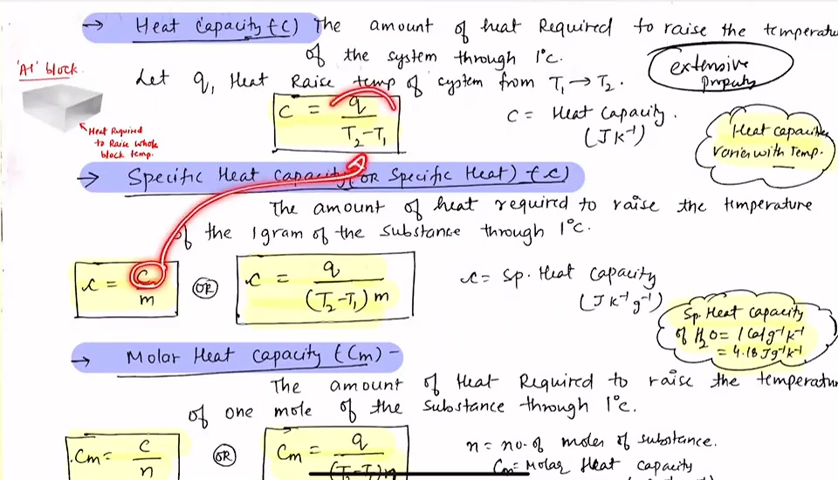 → Heat Capacity (C) The amount of heat Required to raise the temperatu
of the system through 1°C.
'Al' block
Let q, Heat Raise temp of system from T₁ → T₂.
extensive
property
C = q / T₂-T₁
C = Heat Capacity.
(JK⁻¹)
Heat Required
to Raise whole
block temp.
Heat Capacity
Varies with Temp.
→ Specific Heat Capacity (OR Specific Heat) (c)
The amount of heat required to raise the temperature
of the 1gram of the Substance through 1°C.
c = C / m OR c = q / (T₂-T₁) m
c = Sp. Heat Capacity
(JK⁻¹g⁻¹)
Sp Heat Capacity
of H₂O = 1 Cal g⁻¹K⁻¹
= 4.18 Jg⁻¹K⁻¹
→ Molar Heat Capacity (Cm) -
The amount of Heat Required to raise the temperatur
of one mole of the Substance through 1°C.
Cm = C / n OR Cm = q / (T₂-T₁)n
n = no. of moles of substance.
Cm = Molar Heat Capacity